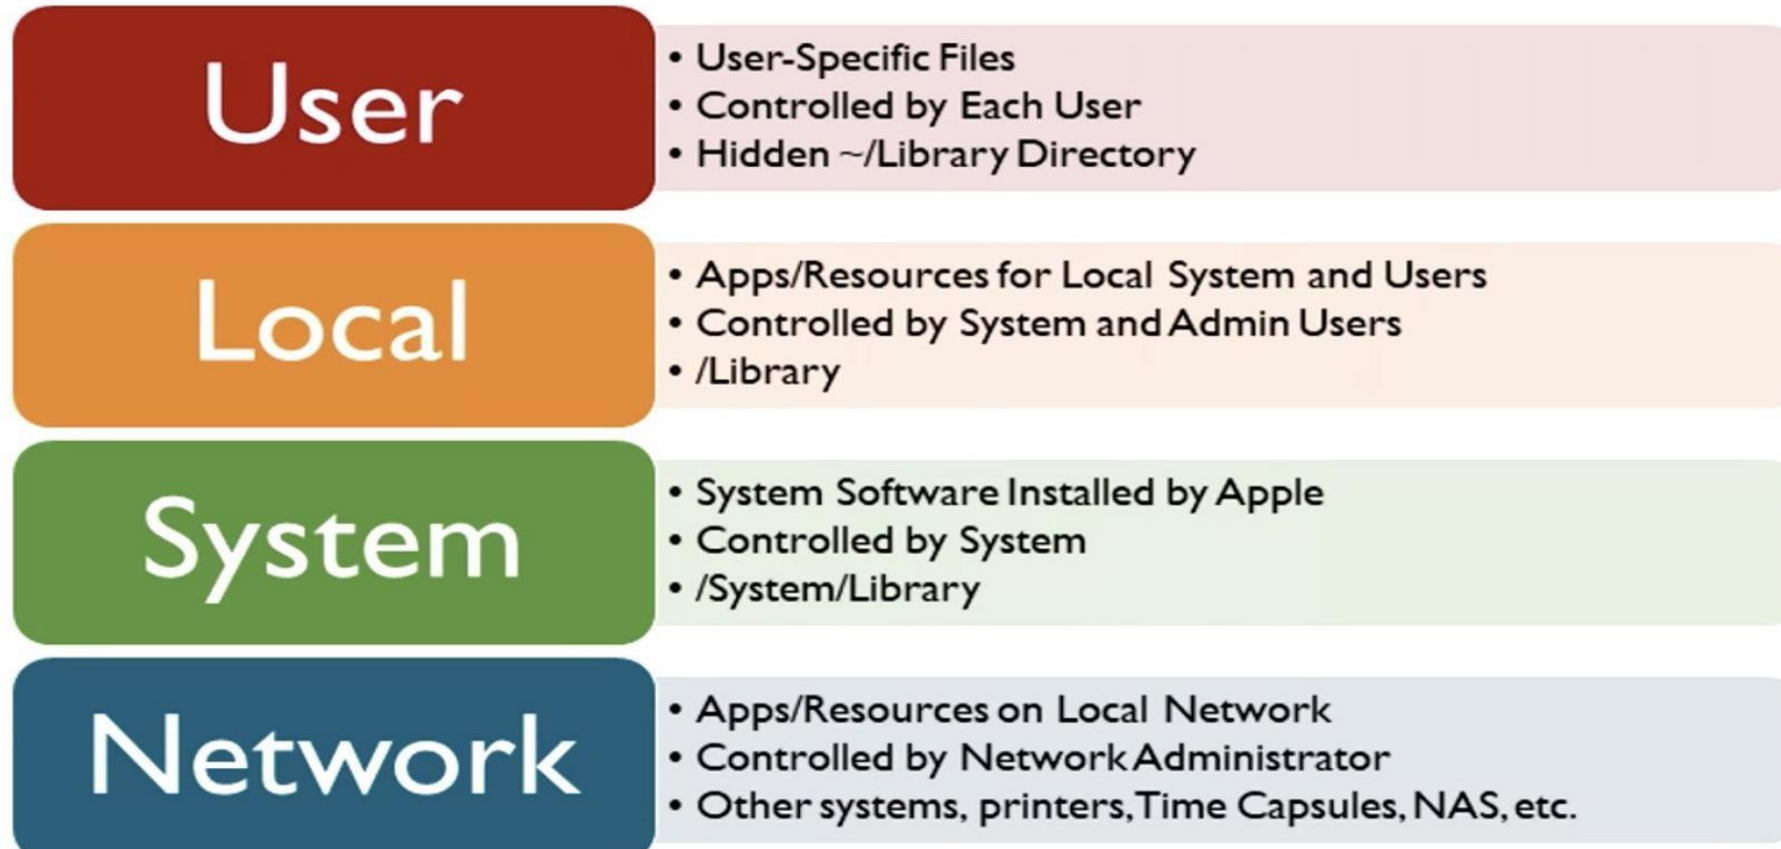 User
• User-Specific Files
• Controlled by Each User
• Hidden ~/Library Directory
Local
• Apps/Resources for Local System and Users
• Controlled by System and Admin Users
• /Library
System
• System Software Installed by Apple
• Controlled by System
• /System/Library
Network
• Apps/Resources on Local Network
• Controlled by Network Administrator
• Other systems, printers, Time Capsules, NAS, etc.